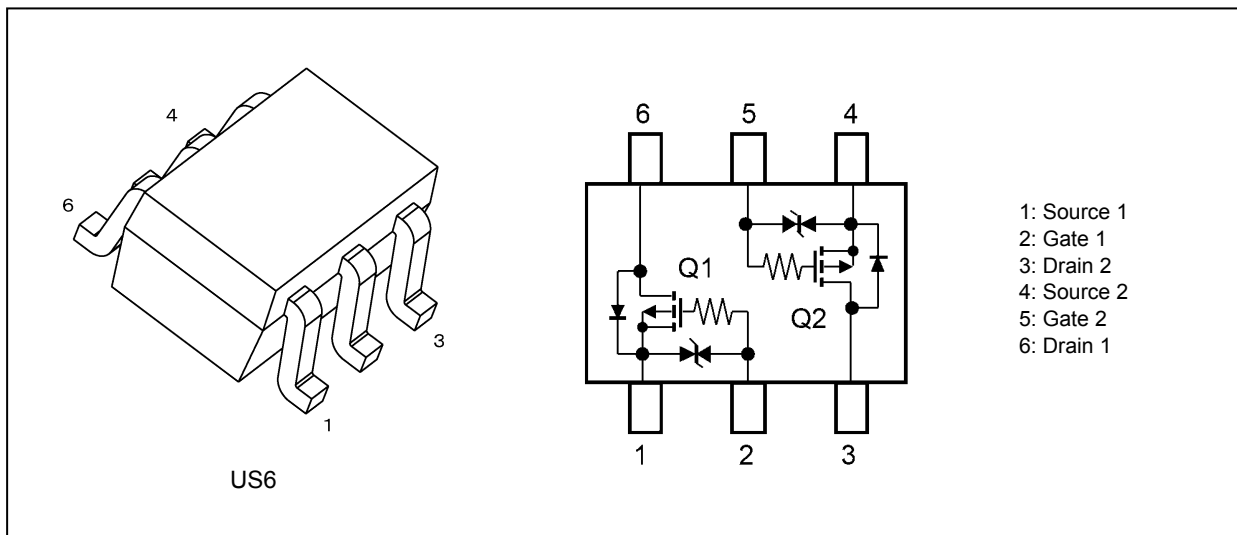 4
6
3
1
US6
6 5 4
Q1
Q2
1 2 3
1: Source 1
2: Gate 1
3: Drain 2
4: Source 2
5: Gate 2
6: Drain 1